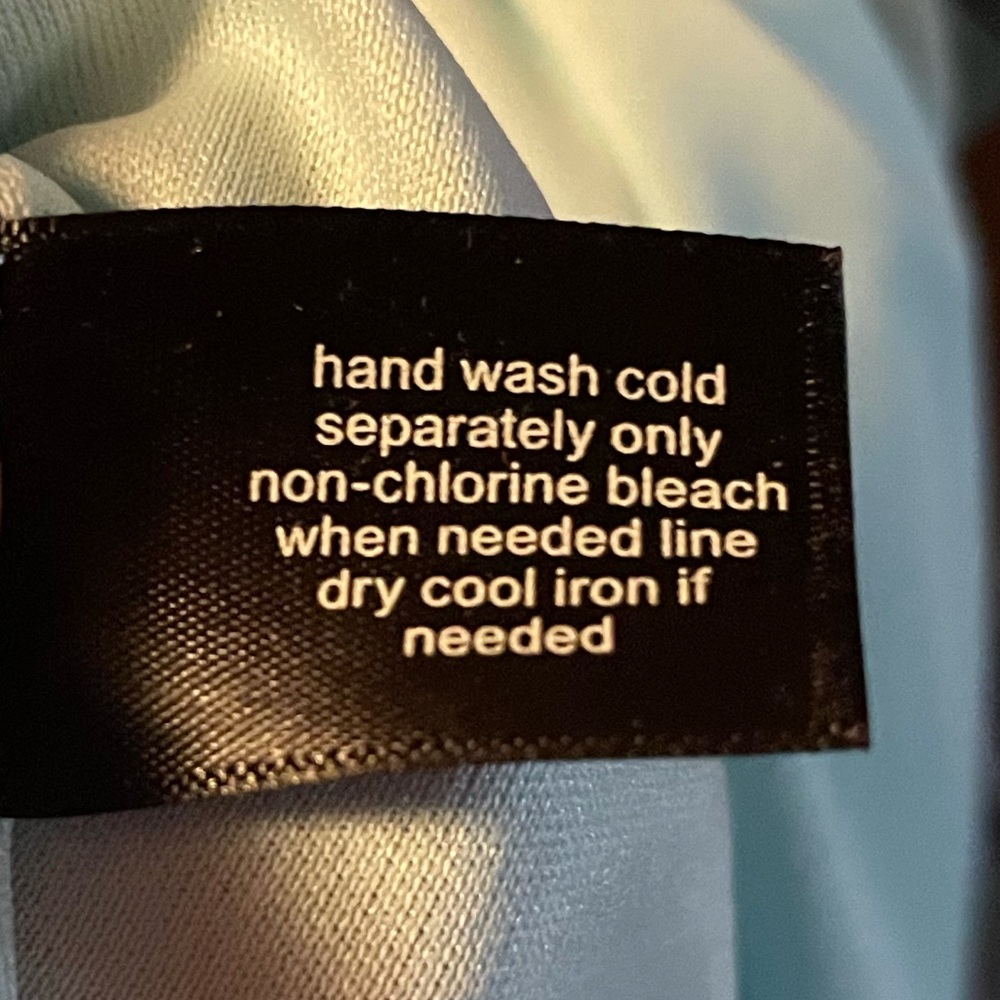 hand wash cold
separately only
non-chlorine bleach
when needed line
dry cool iron if
needed